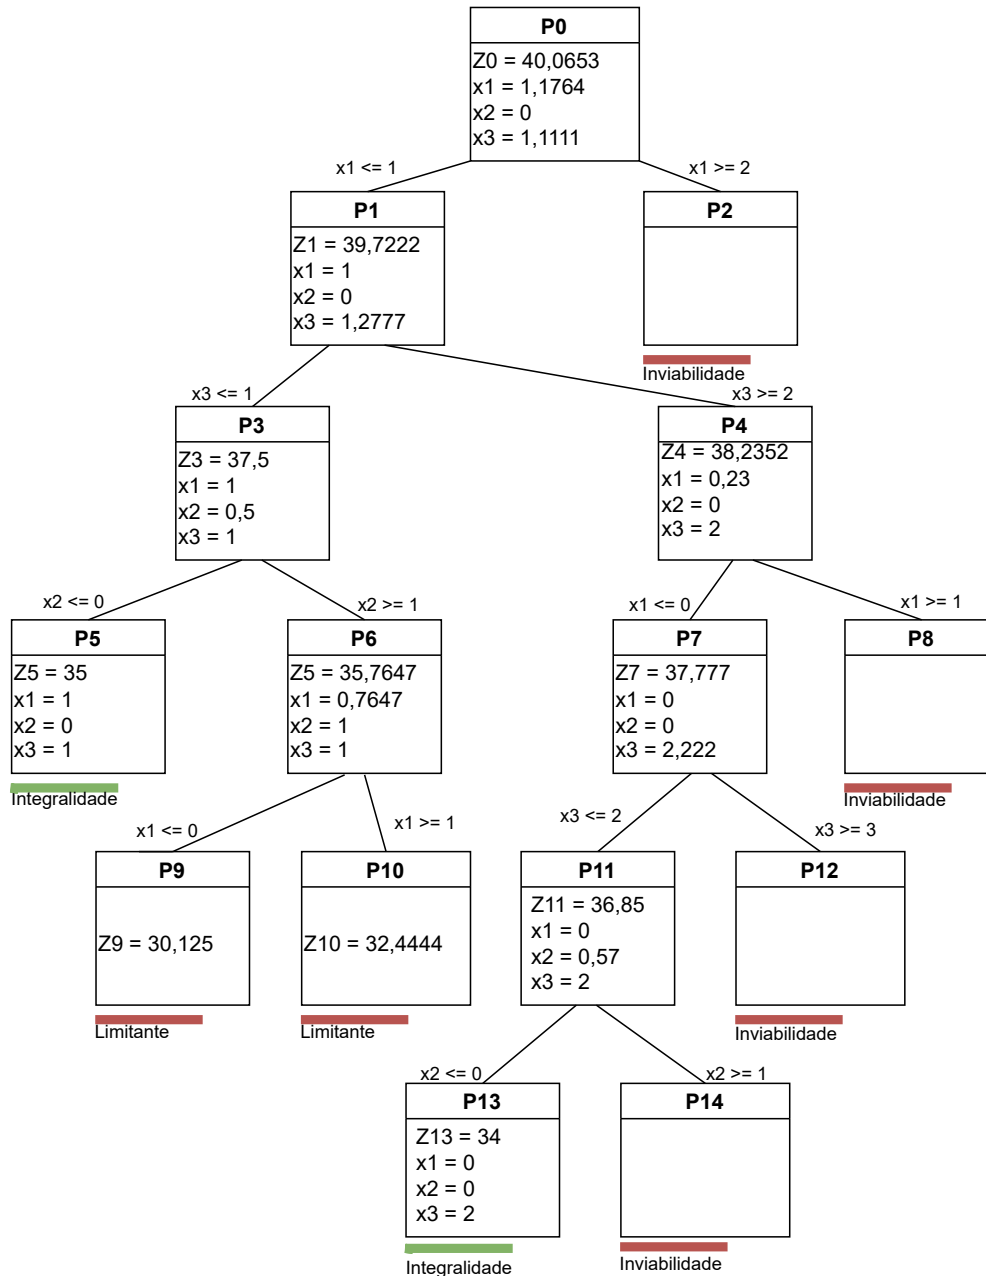 P0
Z0 = 40,0653
x1 = 1,1764
x2 = 0
x3 = 1,1111
x1 <= 1
x1 >= 2
P1
Z1 = 39,7222
x1 = 1
x2 = 0
x3 = 1,2777
P2
Inviabilidade
x3 <= 1
x3 >= 2
P3
Z3 = 37,5
x1 = 1
x2 = 0,5
x3 = 1
P4
Z4 = 38,2352
x1 = 0,23
x2 = 0
x3 = 2
x2 <= 0
x2 >= 1
x1 <= 0
x1 >= 1
P5
Z5 = 35
x1 = 1
x2 = 0
x3 = 1
Integralidade
P6
Z5 = 35,7647
x1 = 0,7647
x2 = 1
x3 = 1
P7
Z7 = 37,777
x1 = 0
x2 = 0
x3 = 2,222
P8
Inviabilidade
x1 <= 0
x1 >= 1
x3 <= 2
x3 >= 3
P9
Z9 = 30,125
Limitante
P10
Z10 = 32,4444
Limitante
P11
Z11 = 36,85
x1 = 0
x2 = 0,57
x3 = 2
P12
Inviabilidade
x2 <= 0
x2 >= 1
P13
Z13 = 34
x1 = 0
x2 = 0
x3 = 2
Integralidade
P14
Inviabilidade